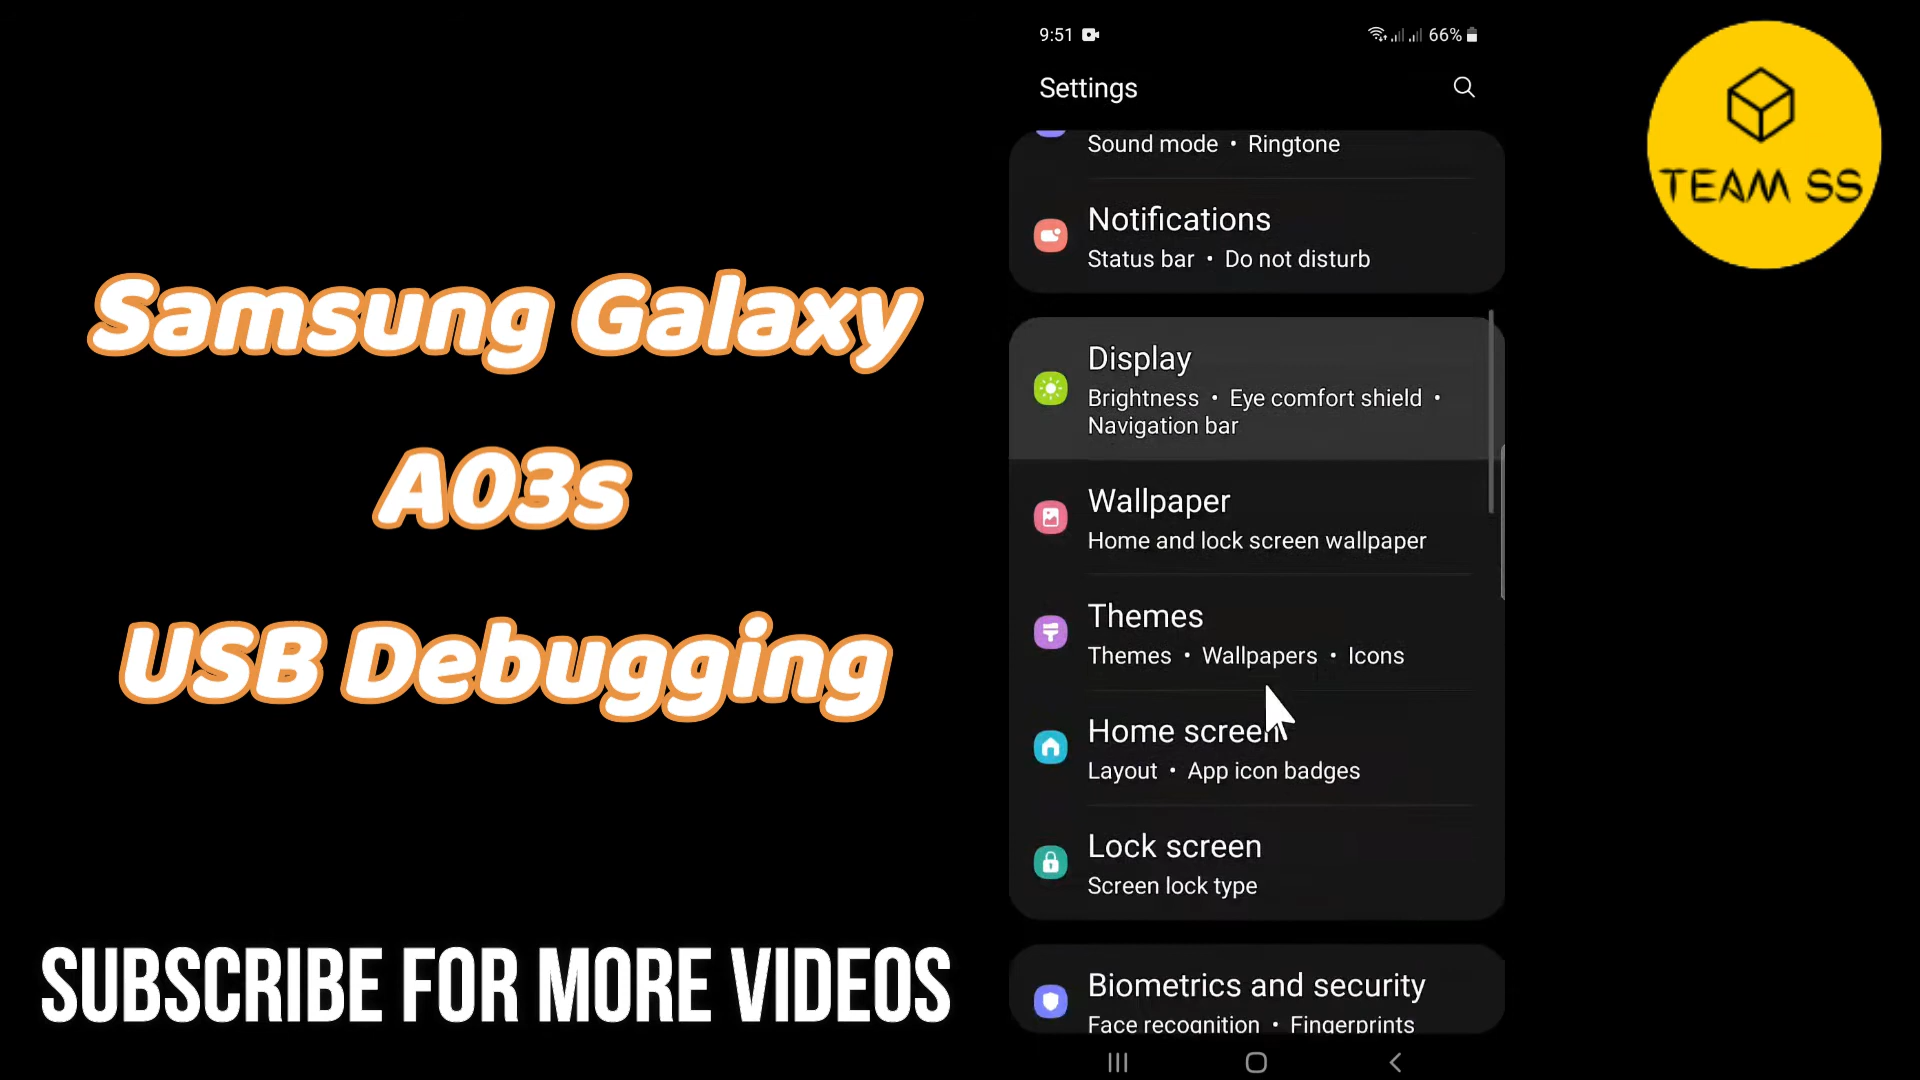 Samsung Galaxy
A03s
USB Debugging
SUBSCRIBE FOR MORE VIDEOS
9:51
66%
Settings
Sound mode • Ringtone
Notifications
Status bar • Do not disturb
Display
Brightness • Eye comfort shield •
Navigation bar
Wallpaper
Home and lock screen wallpaper
Themes
Themes • Wallpapers • Icons
Home screen
Layout • App icon badges
Lock screen
Screen lock type
Biometrics and security
Face recognition • Fingerprints
TEAM SS